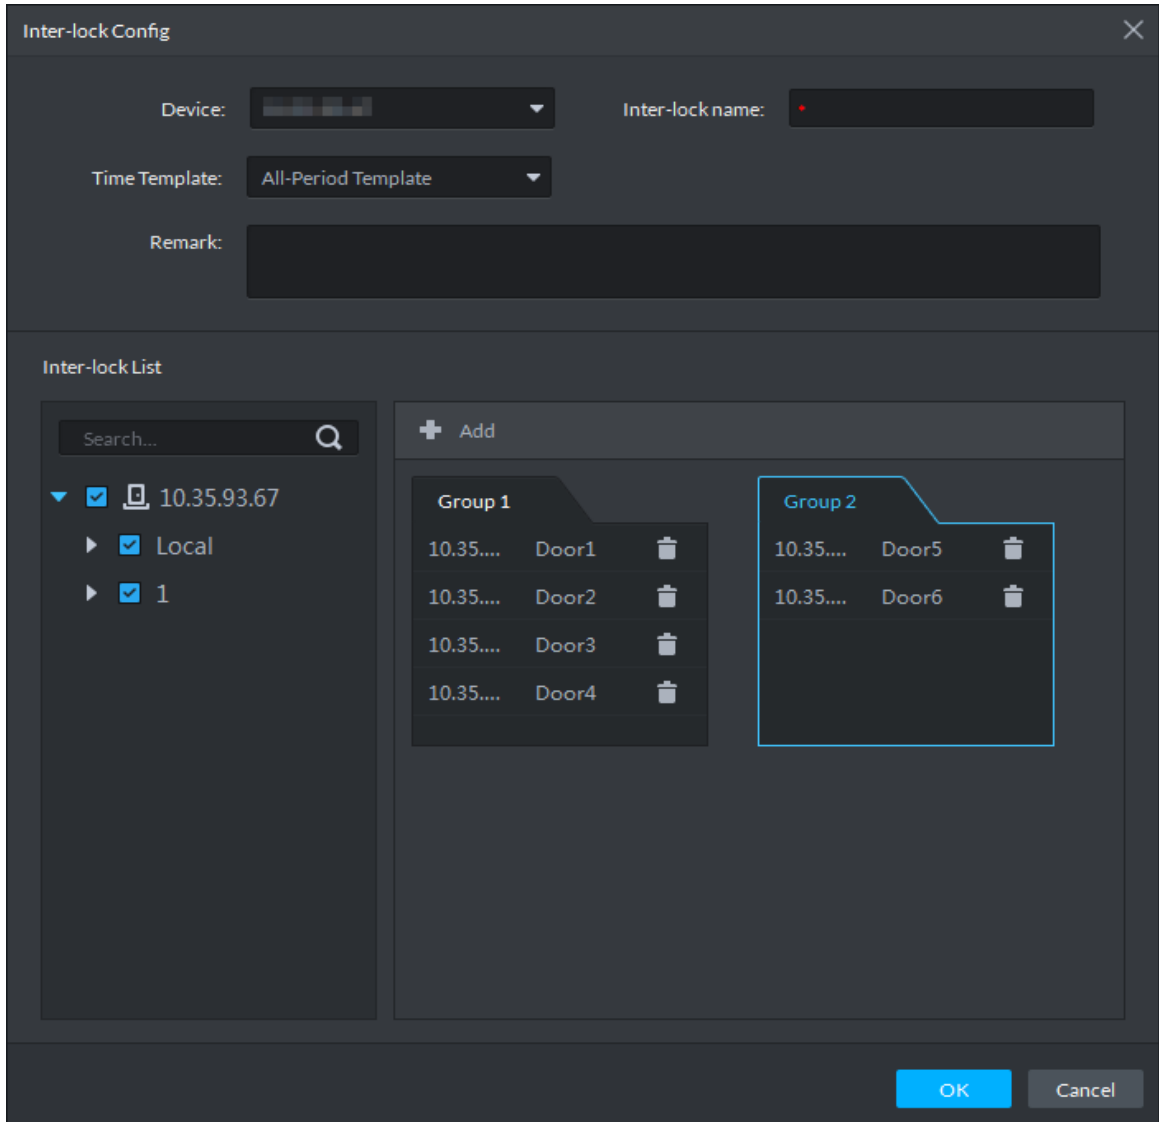 Inter-lock Config
Device:
Inter-lock name:
Time Template: All-Period Template
Remark:
Inter-lock List
Search...
Add
10.35.93.67
Local
1
Group 1
10.35.... Door1
10.35.... Door2
10.35.... Door3
10.35.... Door4
Group 2
10.35.... Door5
10.35.... Door6
OK
Cancel